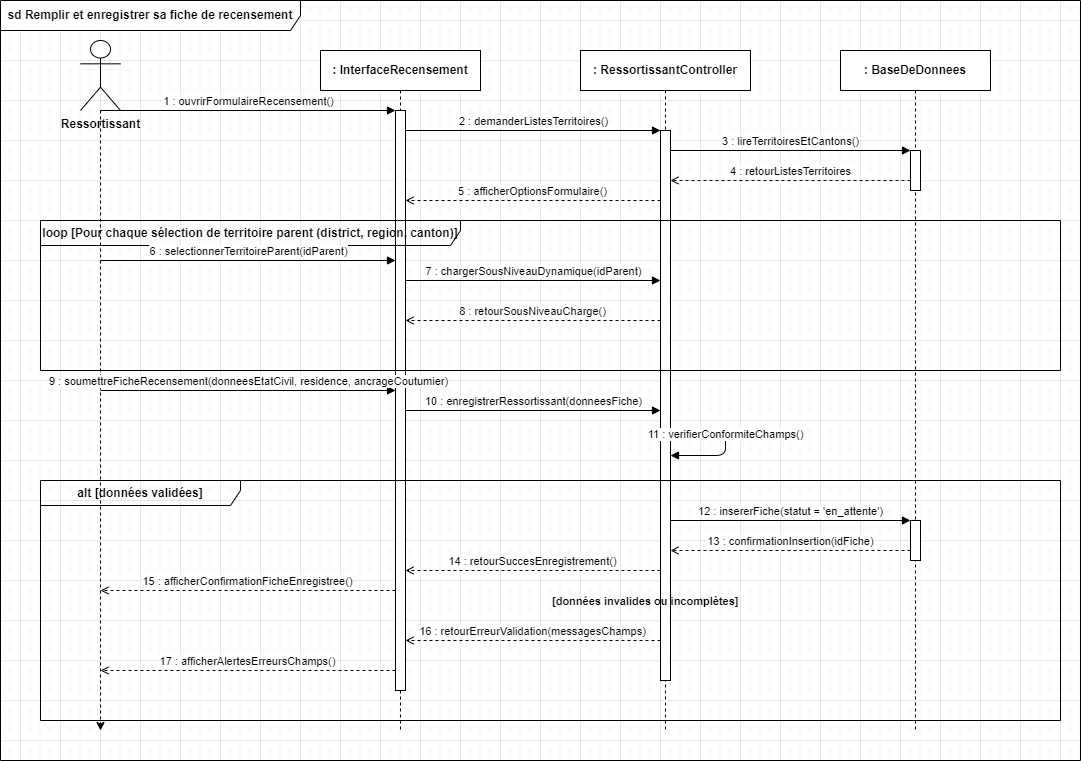 sd Remplir et enregistrer sa fiche de recensement
: InterfaceRecensement
: RessortissantController
: BaseDeDonnees
Ressortissant
1 : ouvrirFormulaireRecensement()
2 : demanderListesTerritoires()
3 : lireTerritoiresEtCantons()
4 : retourListesTerritoires
5 : afficherOptionsFormulaire()
loop [Pour chaque sélection de territoire parent (district, region, canton)]
6 : selectionnerTerritoireParent(idParent)
7 : chargerSousNiveauDynamique(idParent)
8 : retourSousNiveauCharge()
9 : soumettreFicheRecensement(donneesEtatCivil, residence, ancrageCoutumier)
10 : enregistrerRessortissant(donneesFiche)
11 : verifierConformiteChamps()
alt [données validées]
12 : insererFiche(statut = 'en_attente')
13 : confirmationInsertion(idFiche)
14 : retourSuccesEnregistrement()
15 : afficherConfirmationFicheEnregistree()
[données invalides ou incomplètes]
16 : retourErreurValidation(messagesChamps)
17 : afficherAlertesErreursChamps()